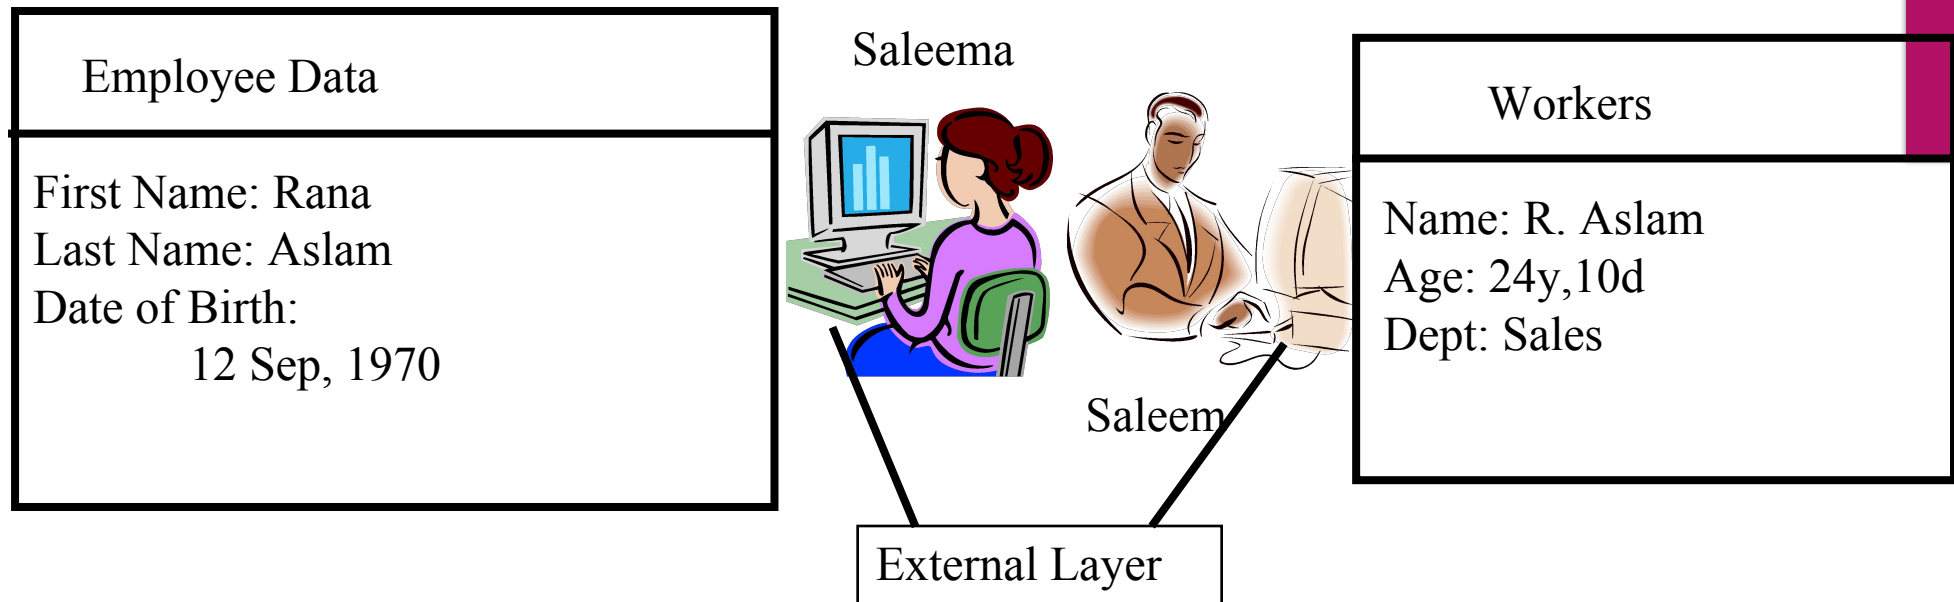 Employee Data
First Name: Rana
Last Name: Aslam
Date of Birth:
12 Sep, 1970
Saleema
Saleem
Workers
Name: R. Aslam
Age: 24y,10d
Dept: Sales
External Layer